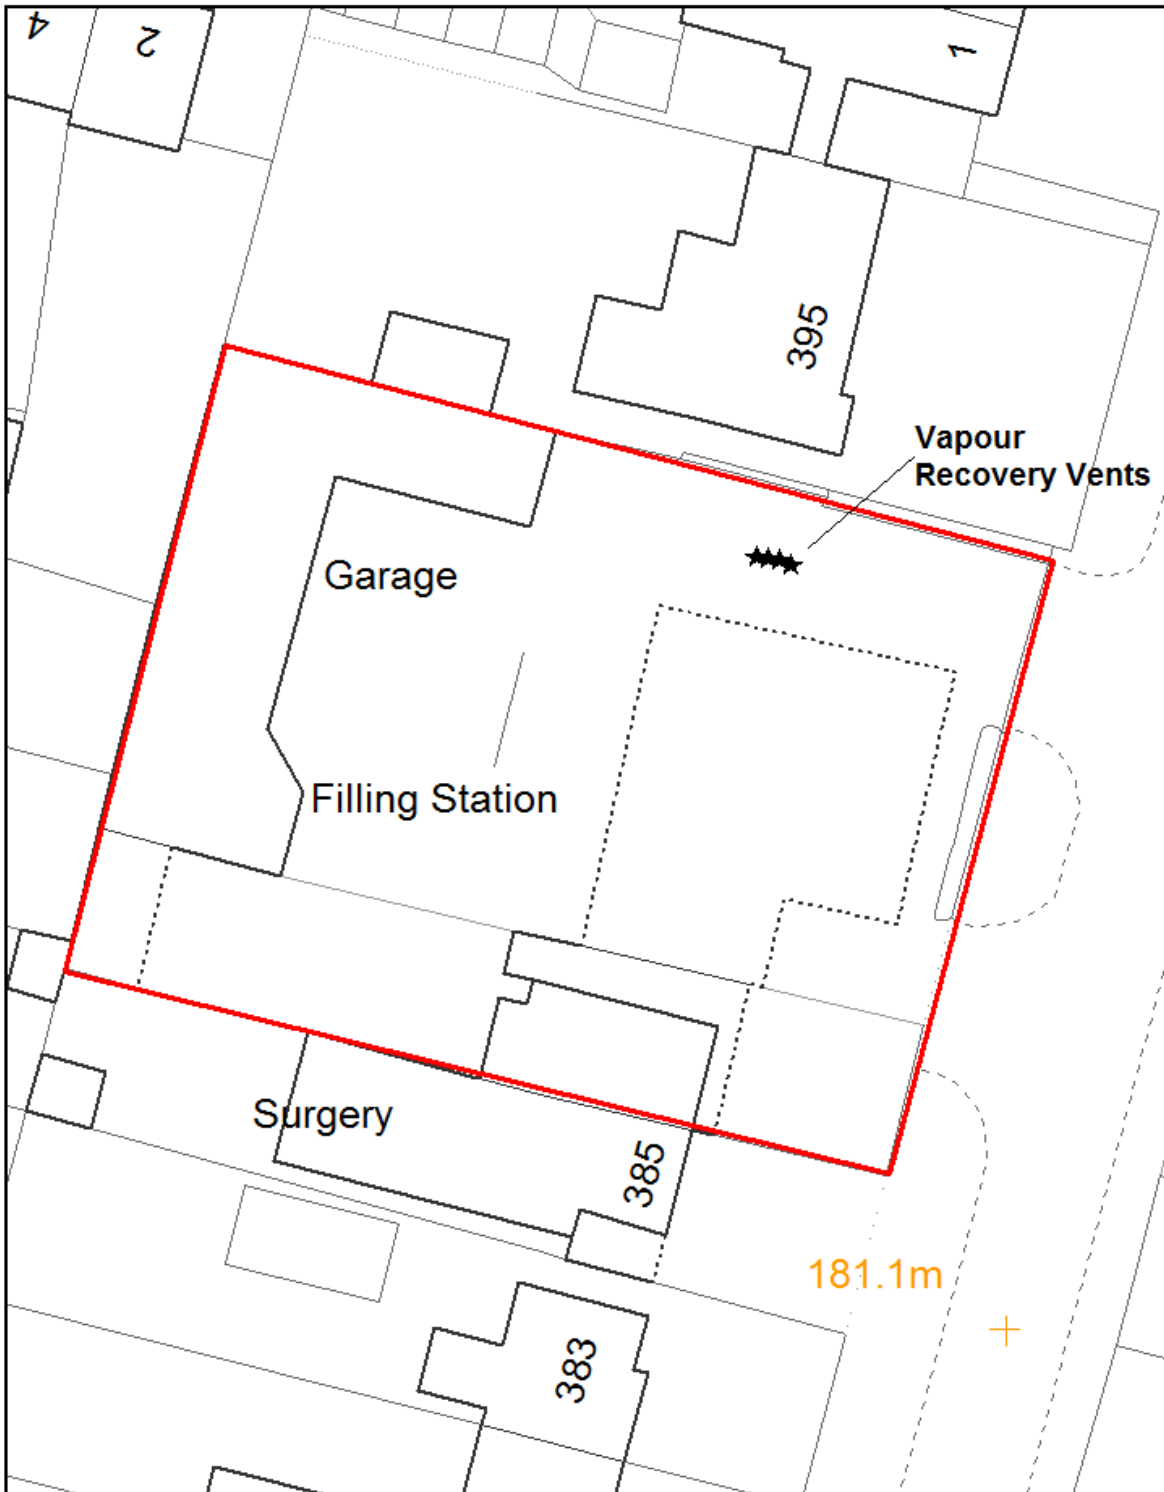 4
2
1
395
Vapour
Recovery Vents
Garage
Filling Station
Surgery
385
181.1m
383